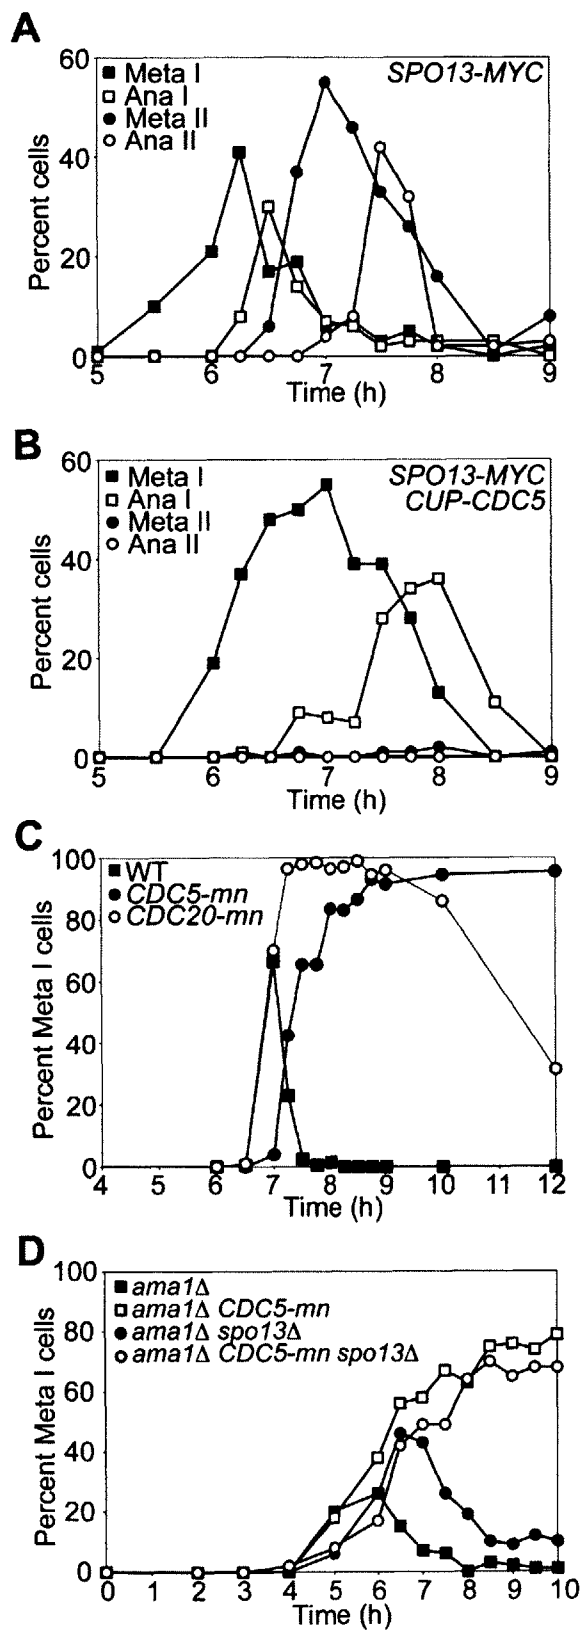 A
60
40
20
0
Percent cells
Meta I
Ana I
Meta II
Ana II
SPO13-MYC
5 6 7 8 9
Time (h)
B
60
40
20
0
Percent cells
Meta I
Ana I
Meta II
Ana II
SPO13-MYC
CUP-CDC5
5 6 7 8 9
Time (h)
C
100
80
60
40
20
0
Percent Meta I cells
WT
CDC5-mn
CDC20-mn
4 5 6 7 8 9 10 11 12
Time (h)
D
100
80
60
40
20
0
Percent Meta I cells
ama1Δ
ama1Δ CDC5-mn
ama1Δ spo13Δ
ama1Δ CDC5-mn spo13Δ
0 1 2 3 4 5 6 7 8 9 10
Time (h)